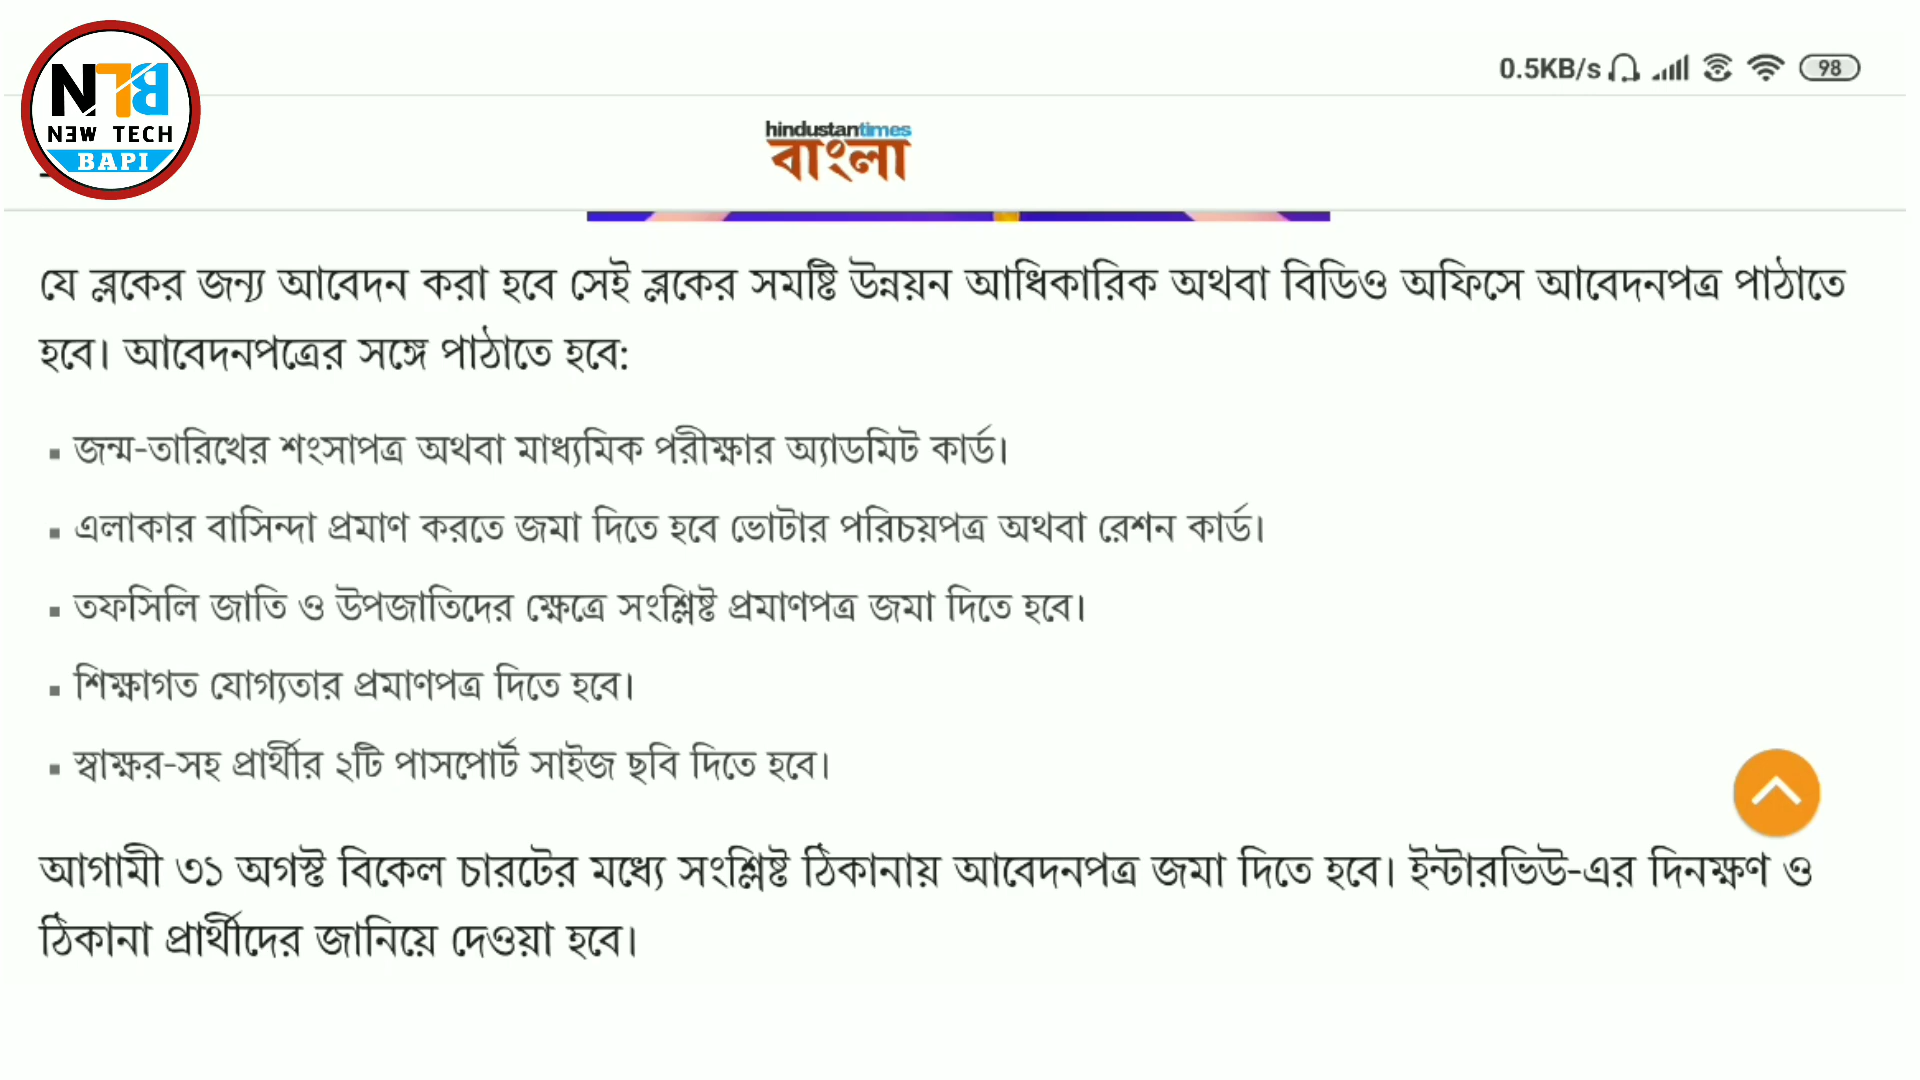 NTB
NEW TECH
BAPI
0.5KB/s
98
hindustantimes
বাংলা
যে ব্লকের জন্য আবেদন করা হবে সেই ব্লকের সমষ্টি উন্নয়ন আধিকারিক অথবা বিডিও অফিসে আবেদনপত্র পাঠাতে
হবে। আবেদনপত্রের সঙ্গে পাঠাতে হবে:
▪ জন্ম-তারিখের শংসাপত্র অথবা মাধ্যমিক পরীক্ষার অ্যাডমিট কার্ড।
▪ এলাকার বাসিন্দা প্রমাণ করতে জমা দিতে হবে ভোটার পরিচয়পত্র অথবা রেশন কার্ড।
▪ তফসিলি জাতি ও উপজাতিদের ক্ষেত্রে সংশ্লিষ্ট প্রমাণপত্র জমা দিতে হবে।
▪ শিক্ষাগত যোগ্যতার প্রমাণপত্র দিতে হবে।
▪ স্বাক্ষর-সহ প্রার্থীর ২টি পাসপোর্ট সাইজ ছবি দিতে হবে।
আগামী ৩১ অগস্ট বিকেল চারটের মধ্যে সংশ্লিষ্ট ঠিকানায় আবেদনপত্র জমা দিতে হবে। ইন্টারভিউ-এর দিনক্ষণ ও
ঠিকানা প্রার্থীদের জানিয়ে দেওয়া হবে।